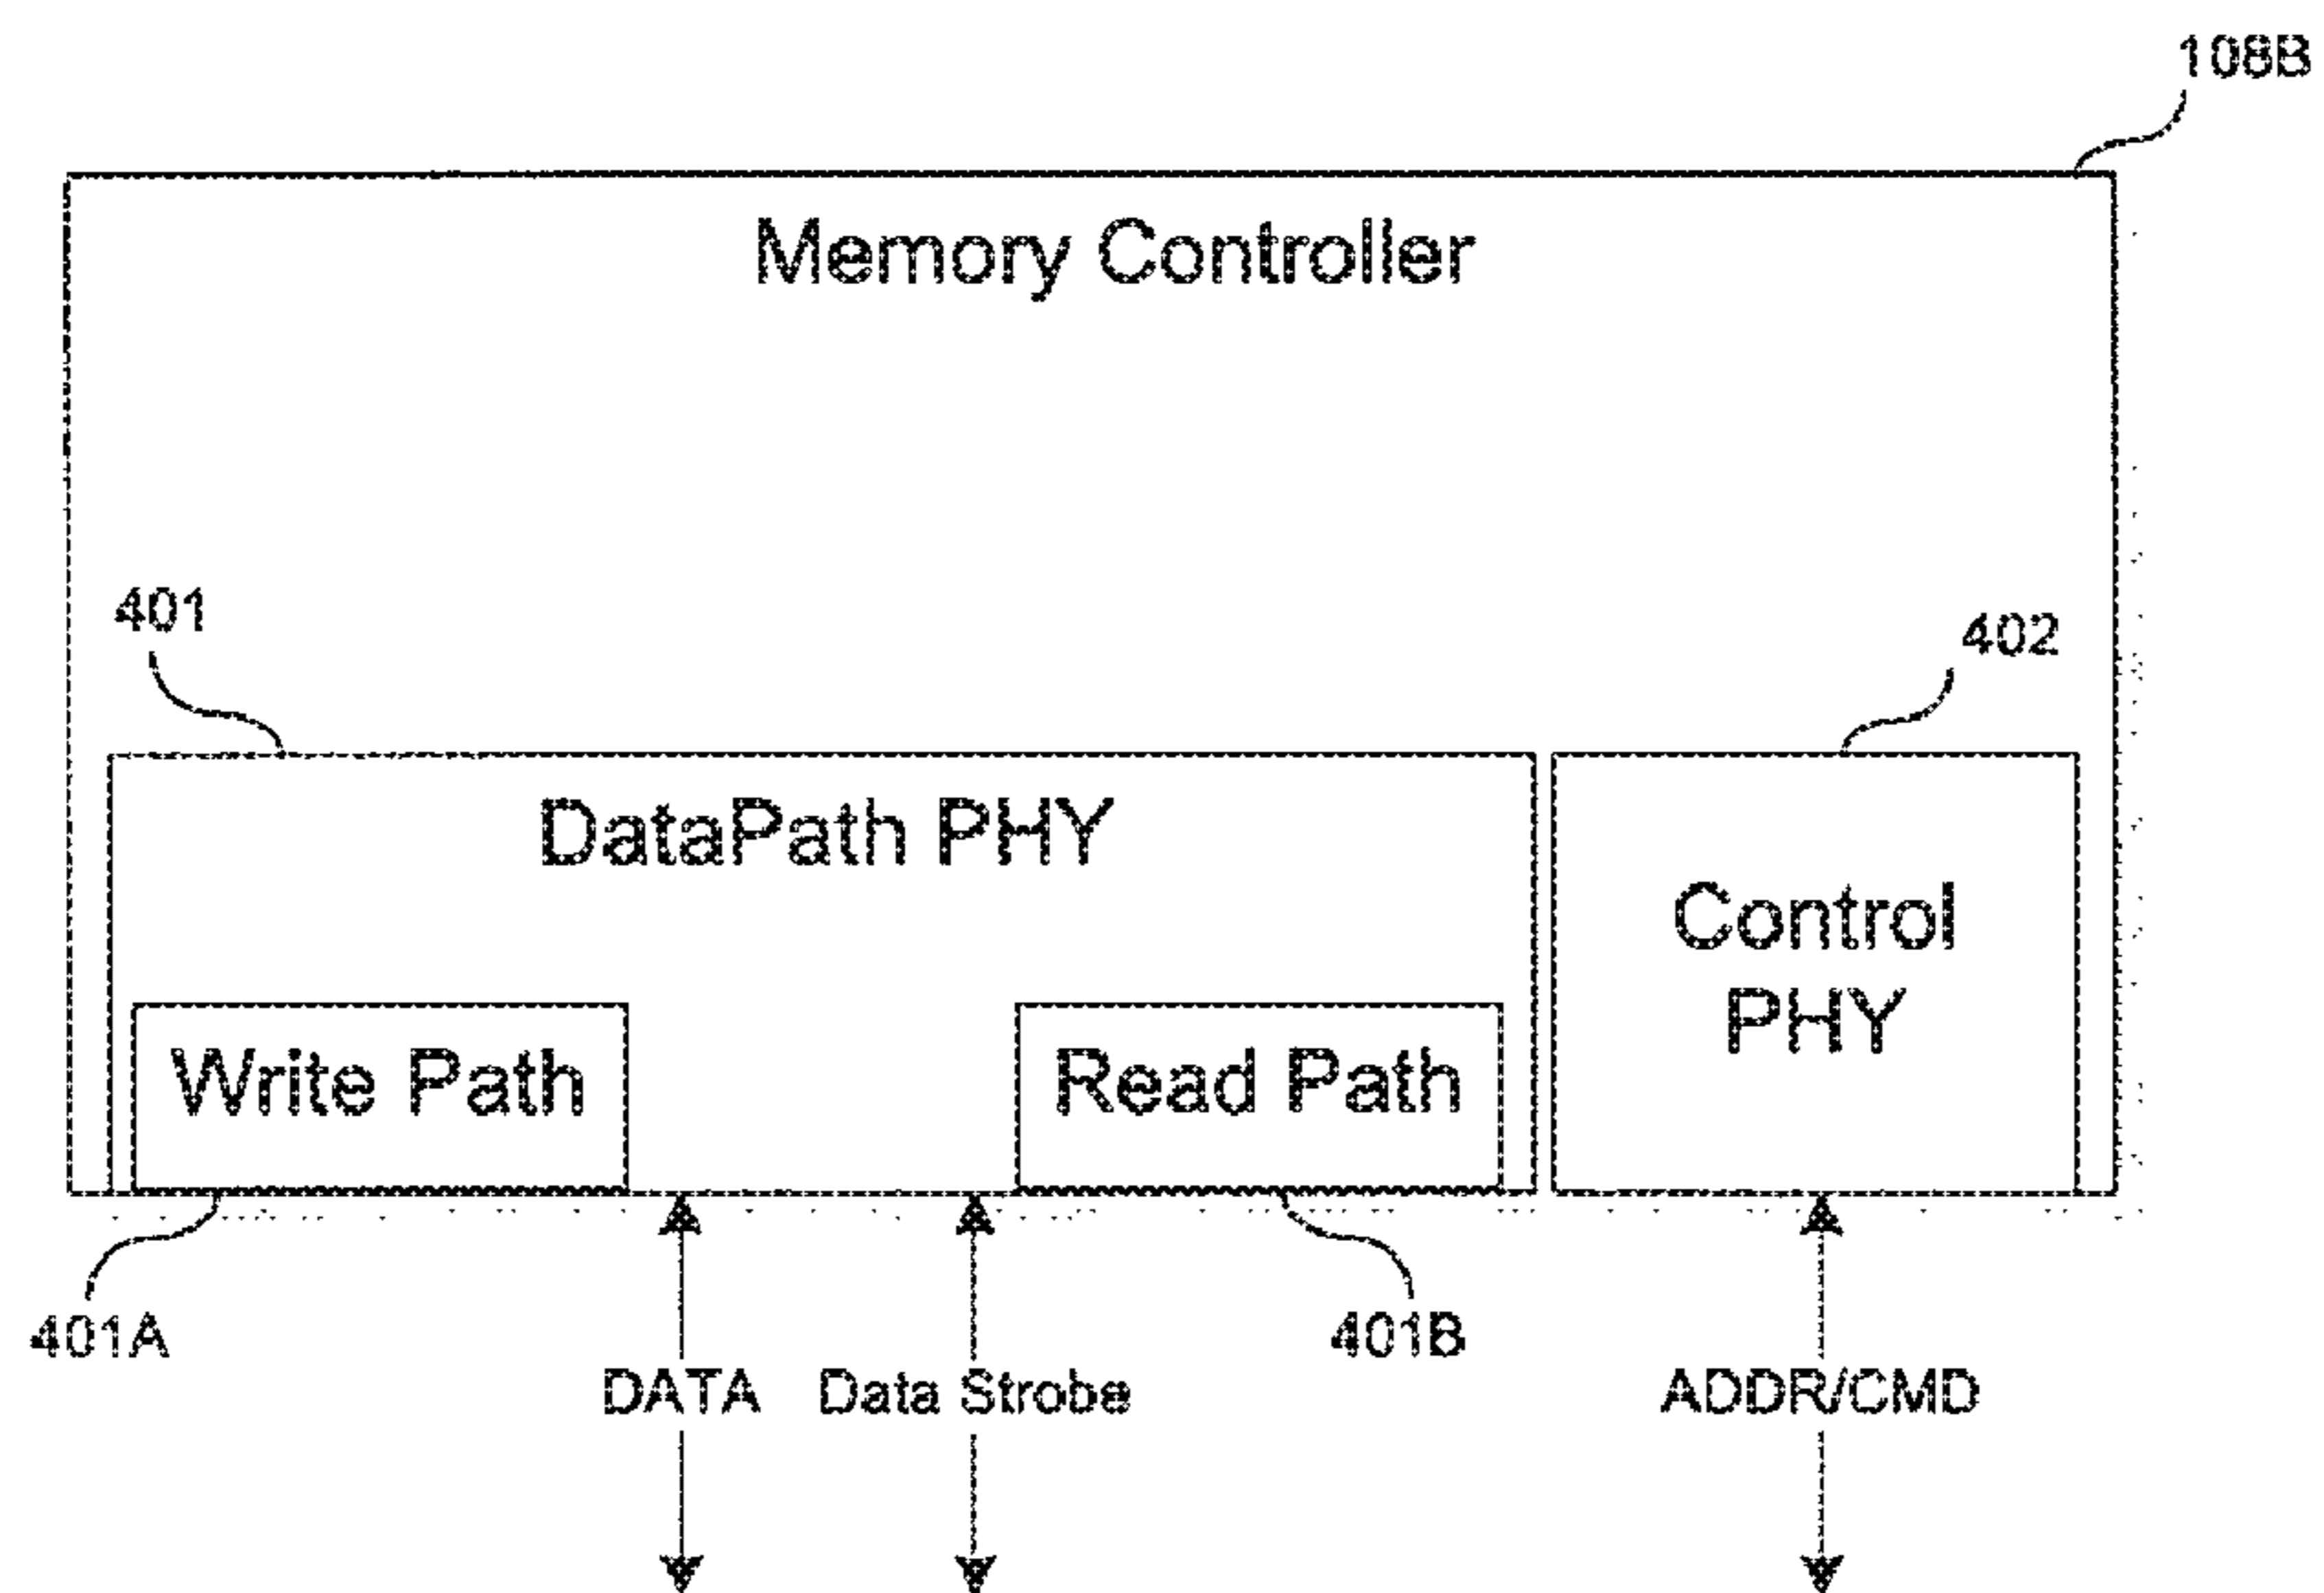 108B
Memory Controller
401
402
DataPath PHY
Control
PHY
Write Path
Read Path
401A
401B
DATA
Data Strobe
ADDR/CMD